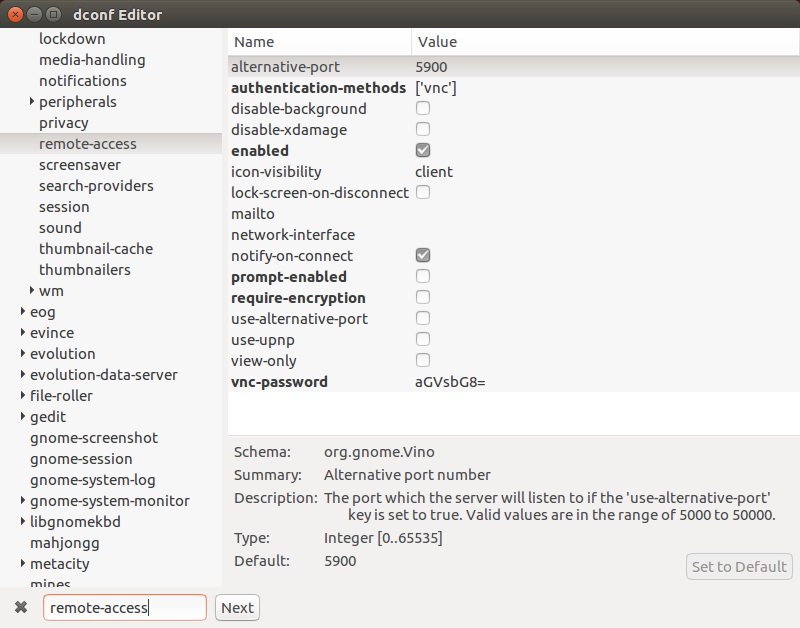 dconf Editor
lockdown
media-handling
notifications
peripherals
privacy
remote-access
screensaver
search-providers
session
sound
thumbnail-cache
thumbnailers
wm
eog
evince
evolution
evolution-data-server
file-roller
gedit
gnome-screenshot
gnome-session
gnome-system-log
gnome-system-monitor
libgnomekbd
mahjongg
metacity
mines
Name Value
alternative-port 5900
authentication-methods ['vnc']
disable-background
disable-xdamage
enabled
icon-visibility client
lock-screen-on-disconnect
mailto
network-interface
notify-on-connect
prompt-enabled
require-encryption
use-alternative-port
use-upnp
view-only
vnc-password aGVsbG8=
Schema: org.gnome.Vino
Summary: Alternative port number
Description: The port which the server will listen to if the 'use-alternative-port'
key is set to true. Valid values are in the range of 5000 to 50000.
Type: Integer [0..65535]
Default: 5900
Set to Default
remote-access Next